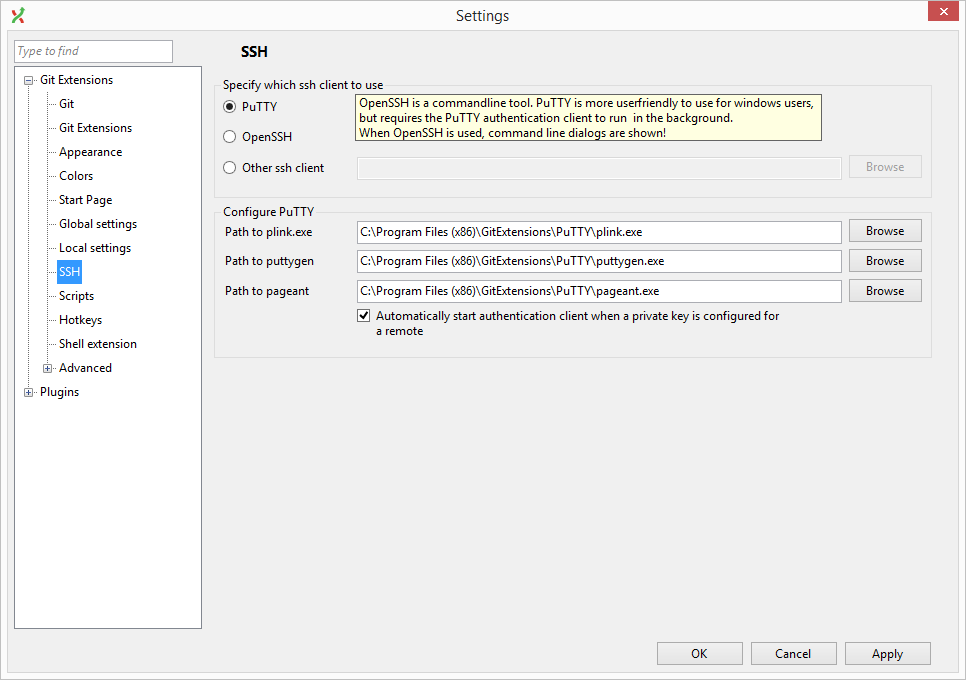 Settings
Type to find
Git Extensions
Git
Git Extensions
Appearance
Colors
Start Page
Global settings
Local settings
SSH
Scripts
Hotkeys
Shell extension
Advanced
Plugins
SSH
Specify which ssh client to use
PuTTY
OpenSSH is a commandline tool. PuTTY is more userfriendly to use for windows users,
but requires the PuTTY authentication client to run  in the background.
When OpenSSH is used, command line dialogs are shown!
OpenSSH
Other ssh client
Browse
Configure PuTTY
Path to plink.exe C:\Program Files (x86)\GitExtensions\PuTTY\plink.exe Browse
Path to puttygen C:\Program Files (x86)\GitExtensions\PuTTY\puttygen.exe Browse
Path to pageant C:\Program Files (x86)\GitExtensions\PuTTY\pageant.exe Browse
Automatically start authentication client when a private key is configured for
a remote
OK Cancel Apply